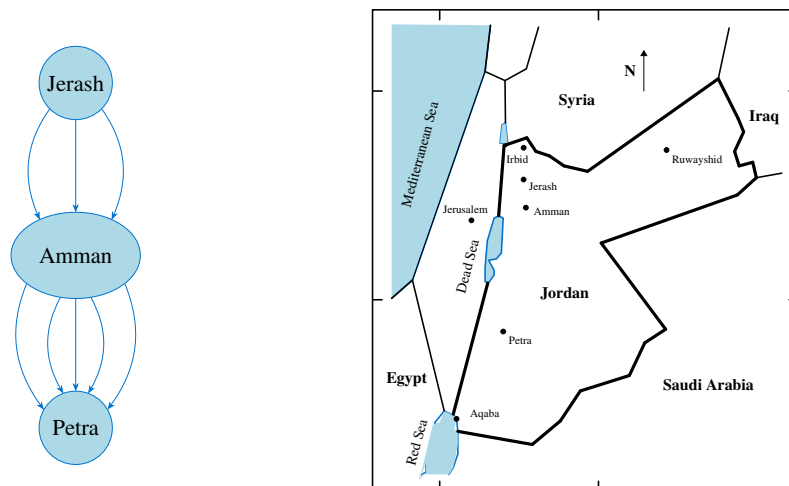 Jerash
Amman
Petra
N
Syria
Iraq
Mediterranean Sea
Irbid
Ruwayshid
Jerash
Jerusalem
Amman
Dead Sea
Jordan
Petra
Egypt
Saudi Arabia
Aqaba
Red Sea